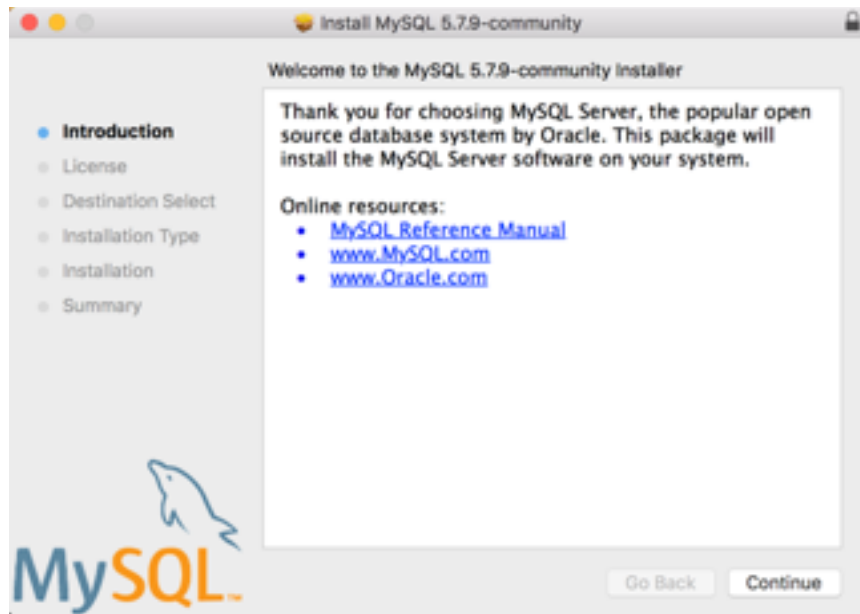 Install MySQL 5.7.9-community
Welcome to the MySQL 5.7.9-community Installer
Introduction
License
Destination Select
Installation Type
Installation
Summary
Thank you for choosing MySQL Server, the popular open
source database system by Oracle. This package will
install the MySQL Server software on your system.
Online resources:
• MySQL Reference Manual
• www.MySQL.com
• www.Oracle.com
MySQL™
Go Back
Continue